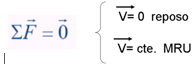 ΣF⃗ = 0⃗
V⃗= 0 reposo
V⃗= cte. MRU